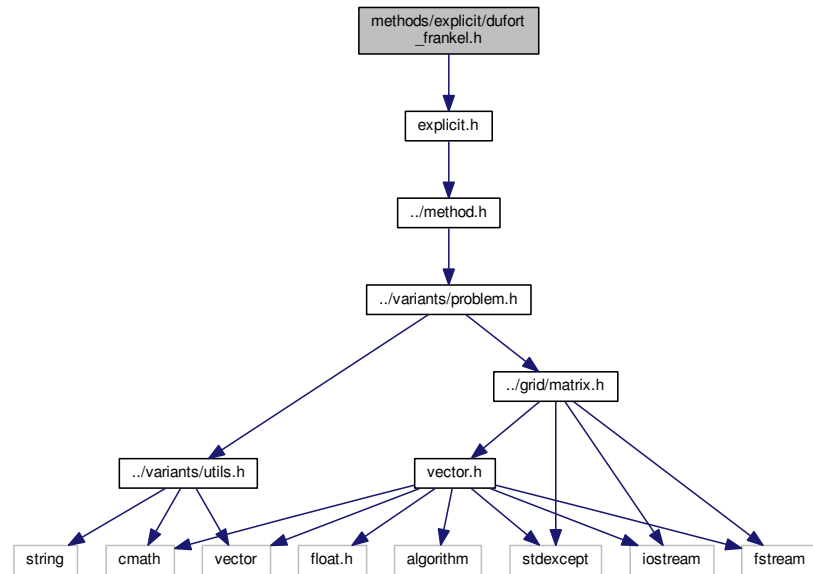 methods/explicit/dufort
_frankel.h
explicit.h
../method.h
../variants/problem.h
../grid/matrix.h
../variants/utils.h
vector.h
string
cmath
vector
float.h
algorithm
stdexcept
iostream
fstream